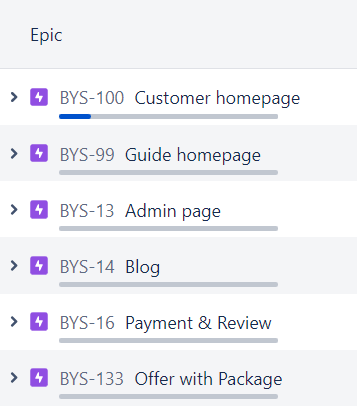 Epic
BYS-100 Customer homepage
BYS-99 Guide homepage
BYS-13 Admin page
BYS-14 Blog
BYS-16 Payment & Review
BYS-133 Offer with Package